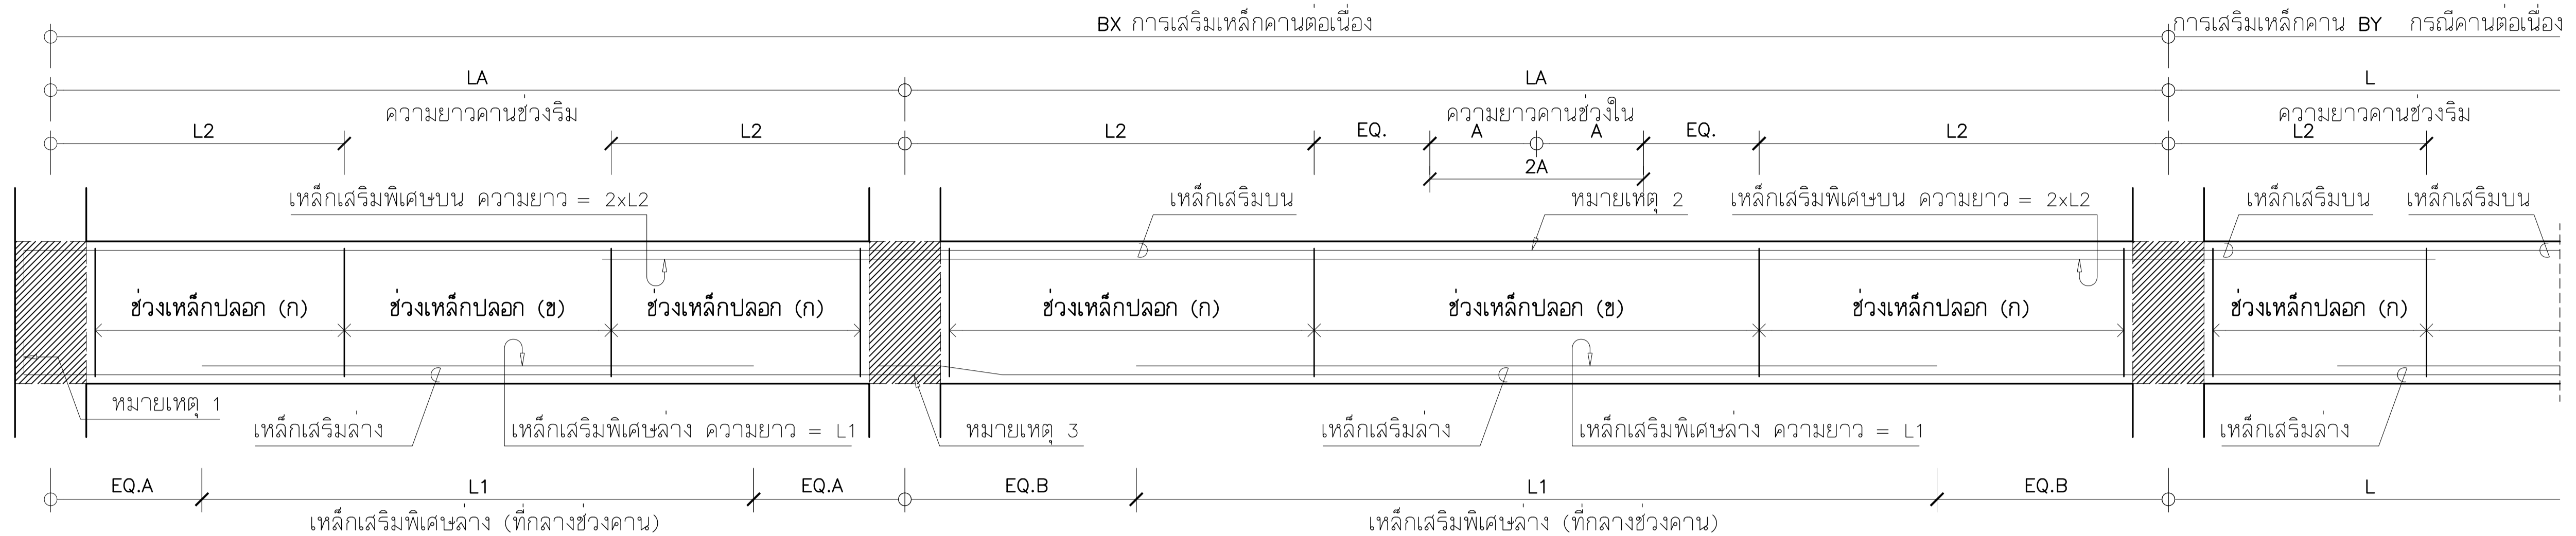 BX การเสริมเหล็กคานต่อเนื่อง
การเสริมเหล็กคาน BY กรณีคานต่อเนื่อง
LA
LA
L
ความยาวคานช่วงริม
ความยาวคานช่วงใน
ความยาวคานช่วงริม
L2
L2
L2
EQ.
A
A
EQ.
L2
L2
2A
เหล็กเสริมพิเศษบน ความยาว = 2xL2
เหล็กเสริมบน
หมายเหตุ 2
เหล็กเสริมพิเศษบน ความยาว = 2xL2
เหล็กเสริมบน
เหล็กเสริมบน
ช่วงเหล็กปลอก (ก)
ช่วงเหล็กปลอก (ข)
ช่วงเหล็กปลอก (ก)
ช่วงเหล็กปลอก (ก)
ช่วงเหล็กปลอก (ข)
ช่วงเหล็กปลอก (ก)
ช่วงเหล็กปลอก (ก)
หมายเหตุ 1
เหล็กเสริมล่าง
เหล็กเสริมพิเศษล่าง ความยาว = L1
หมายเหตุ 3
เหล็กเสริมล่าง
เหล็กเสริมพิเศษล่าง ความยาว = L1
เหล็กเสริมล่าง
EQ.A
L1
EQ.A
EQ.B
L1
EQ.B
L
เหล็กเสริมพิเศษล่าง (ที่กลางช่วงคาน)
เหล็กเสริมพิเศษล่าง (ที่กลางช่วงคาน)